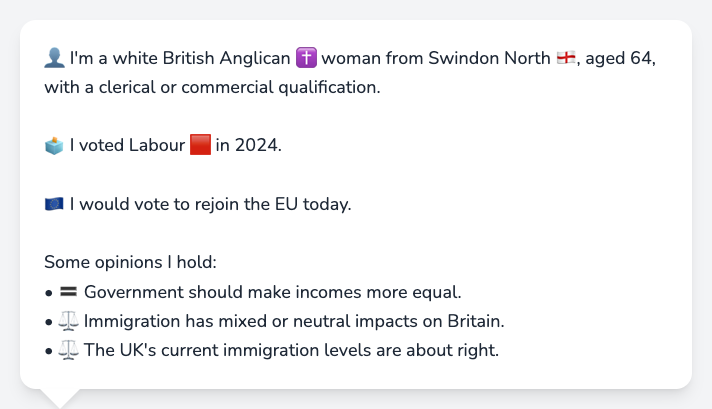 👤 I'm a white British Anglican ✝️ woman from Swindon North 🏴󠁧󠁢󠁥󠁮󠁧󠁿, aged 64,
with a clerical or commercial qualification.
🗳️ I voted Labour 🟥 in 2024.
🇪🇺 I would vote to rejoin the EU today.
Some opinions I hold:
• 🟰 Government should make incomes more equal.
• ⚖️ Immigration has mixed or neutral impacts on Britain.
• ⚖️ The UK's current immigration levels are about right.